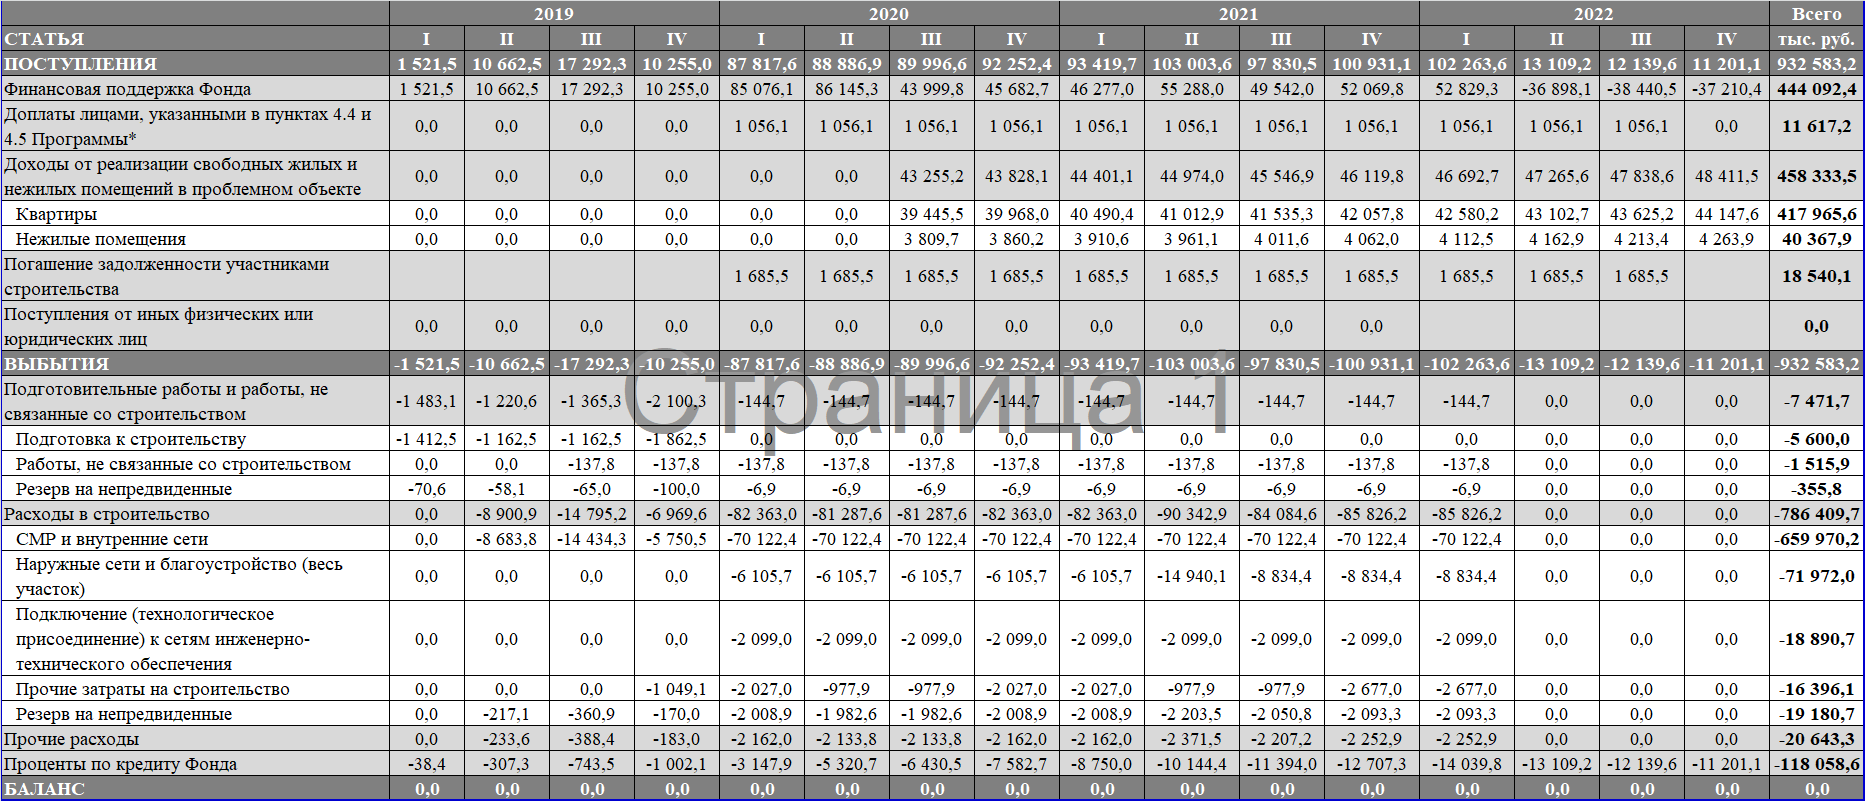 2019 2020 2021 2022 Всего
СТАТЬЯ I II III IV I II III IV I II III IV I II III IV тыс. руб.
ПОСТУПЛЕНИЯ 1 521,5 10 662,5 17 292,3 10 255,0 87 817,6 88 886,9 89 996,6 92 252,4 93 419,7 103 003,6 97 830,5 100 931,1 102 263,6 13 109,2 12 139,6 11 201,1 932 583,2
Финансовая поддержка Фонда 1 521,5 10 662,5 17 292,3 10 255,0 85 076,1 86 145,3 43 999,8 45 682,7 46 277,0 55 288,0 49 542,0 52 069,8 52 829,3 -36 898,1 -38 440,5 -37 210,4 444 092,4
Доплаты лицами, указанными в пунктах 4.4 и
4.5 Программы* 0,0 0,0 0,0 0,0 1 056,1 1 056,1 1 056,1 1 056,1 1 056,1 1 056,1 1 056,1 1 056,1 1 056,1 1 056,1 1 056,1 0,0 11 617,2
Доходы от реализации свободных жилых и
нежилых помещений в проблемном объекте 0,0 0,0 0,0 0,0 0,0 0,0 43 255,2 43 828,1 44 401,1 44 974,0 45 546,9 46 119,8 46 692,7 47 265,6 47 838,6 48 411,5 458 333,5
Квартиры 0,0 0,0 0,0 0,0 0,0 0,0 39 445,5 39 968,0 40 490,4 41 012,9 41 535,3 42 057,8 42 580,2 43 102,7 43 625,2 44 147,6 417 965,6
Нежилые помещения 0,0 0,0 0,0 0,0 0,0 0,0 3 809,7 3 860,2 3 910,6 3 961,1 4 011,6 4 062,0 4 112,5 4 162,9 4 213,4 4 263,9 40 367,9
Погашение задолженности участниками
строительства 1 685,5 1 685,5 1 685,5 1 685,5 1 685,5 1 685,5 1 685,5 1 685,5 1 685,5 1 685,5 1 685,5 18 540,1
Поступления от иных физических или
юридических лиц 0,0 0,0 0,0 0,0 0,0 0,0 0,0 0,0 0,0 0,0 0,0 0,0 0,0
ВЫБЫТИЯ -1 521,5 -10 662,5 -17 292,3 -10 255,0 -87 817,6 -88 886,9 -89 996,6 -92 252,4 -93 419,7 -103 003,6 -97 830,5 -100 931,1 -102 263,6 -13 109,2 -12 139,6 -11 201,1 -932 583,2
Страница 1
Подготовительные работы и работы, не
связанные со строительством -1 483,1 -1 220,6 -1 365,3 -2 100,3 -144,7 -144,7 -144,7 -144,7 -144,7 -144,7 -144,7 -144,7 -144,7 0,0 0,0 0,0 -7 471,7
Подготовка к строительству -1 412,5 -1 162,5 -1 162,5 -1 862,5 0,0 0,0 0,0 0,0 0,0 0,0 0,0 0,0 0,0 0,0 0,0 0,0 -5 600,0
Работы, не связанные со строительством 0,0 0,0 -137,8 -137,8 -137,8 -137,8 -137,8 -137,8 -137,8 -137,8 -137,8 -137,8 -137,8 0,0 0,0 0,0 -1 515,9
Резерв на непредвиденные -70,6 -58,1 -65,0 -100,0 -6,9 -6,9 -6,9 -6,9 -6,9 -6,9 -6,9 -6,9 -6,9 0,0 0,0 0,0 -355,8
Расходы в строительство 0,0 -8 900,9 -14 795,2 -6 969,6 -82 363,0 -81 287,6 -81 287,6 -82 363,0 -82 363,0 -90 342,9 -84 084,6 -85 826,2 -85 826,2 0,0 0,0 0,0 -786 409,7
СМР и внутренние сети 0,0 -8 683,8 -14 434,3 -5 750,5 -70 122,4 -70 122,4 -70 122,4 -70 122,4 -70 122,4 -70 122,4 -70 122,4 -70 122,4 -70 122,4 0,0 0,0 0,0 -659 970,2
Наружные сети и благоустройство (весь
участок) 0,0 0,0 0,0 0,0 -6 105,7 -6 105,7 -6 105,7 -6 105,7 -6 105,7 -14 940,1 -8 834,4 -8 834,4 -8 834,4 0,0 0,0 0,0 -71 972,0
Подключение (технологическое
присоединение) к сетям инженерно- 0,0 0,0 0,0 0,0 -2 099,0 -2 099,0 -2 099,0 -2 099,0 -2 099,0 -2 099,0 -2 099,0 -2 099,0 -2 099,0 0,0 0,0 0,0 -18 890,7
технического обеспечения
Прочие затраты на строительство 0,0 0,0 0,0 -1 049,1 -2 027,0 -977,9 -977,9 -2 027,0 -2 027,0 -977,9 -977,9 -2 677,0 -2 677,0 0,0 0,0 0,0 -16 396,1
Резерв на непредвиденные 0,0 -217,1 -360,9 -170,0 -2 008,9 -1 982,6 -1 982,6 -2 008,9 -2 008,9 -2 203,5 -2 050,8 -2 093,3 -2 093,3 0,0 0,0 0,0 -19 180,7
Прочие расходы 0,0 -233,6 -388,4 -183,0 -2 162,0 -2 133,8 -2 133,8 -2 162,0 -2 162,0 -2 371,5 -2 207,2 -2 252,9 -2 252,9 0,0 0,0 0,0 -20 643,3
Проценты по кредиту Фонда -38,4 -307,3 -743,5 -1 002,1 -3 147,9 -5 320,7 -6 430,5 -7 582,7 -8 750,0 -10 144,4 -11 394,0 -12 707,3 -14 039,8 -13 109,2 -12 139,6 -11 201,1 -118 058,6
БАЛАНС 0,0 0,0 0,0 0,0 0,0 0,0 0,0 0,0 0,0 0,0 0,0 0,0 0,0 0,0 0,0 0,0 0,0